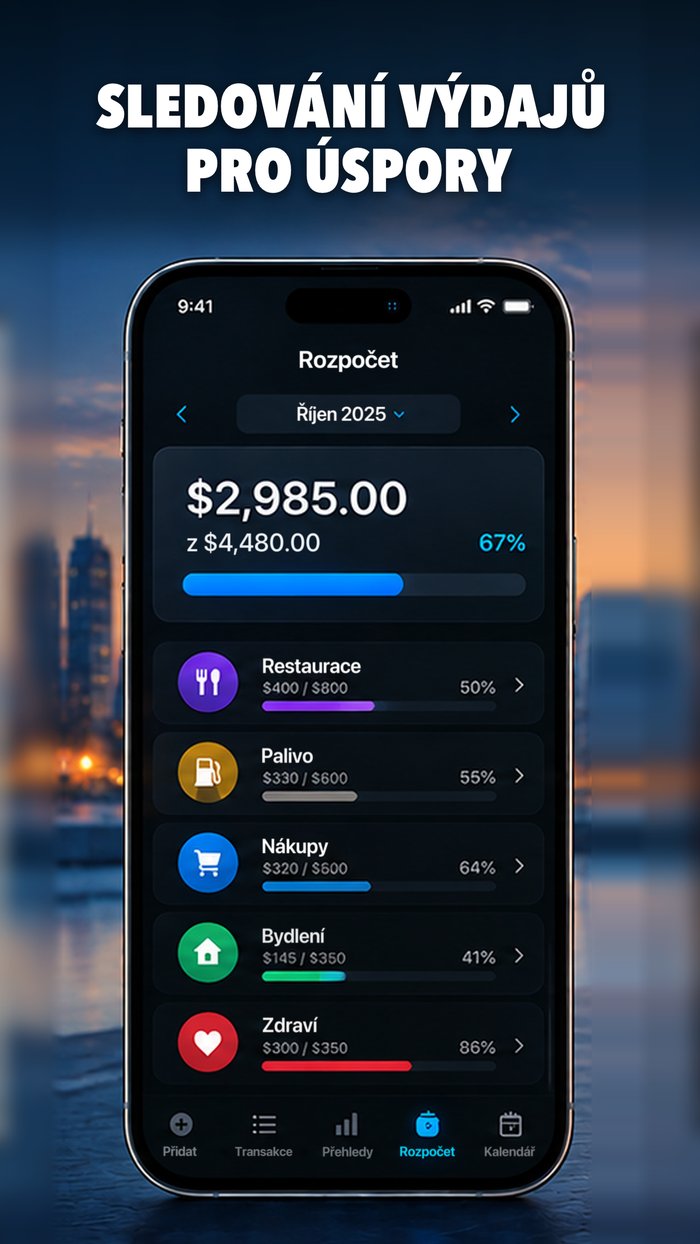 SLEDOVÁNÍ VÝDAJŮ
PRO ÚSPORY
9:41
Rozpočet
Říjen 2025
$2,985.00
z $4,480.00
67%
Restaurace
$400 / $800
50%
Palivo
$330 / $600
55%
Nákupy
$320 / $600
64%
Bydlení
$145 / $350
41%
Zdraví
$300 / $350
86%
Přidat
Transakce
Přehledy
Rozpočet
Kalendář